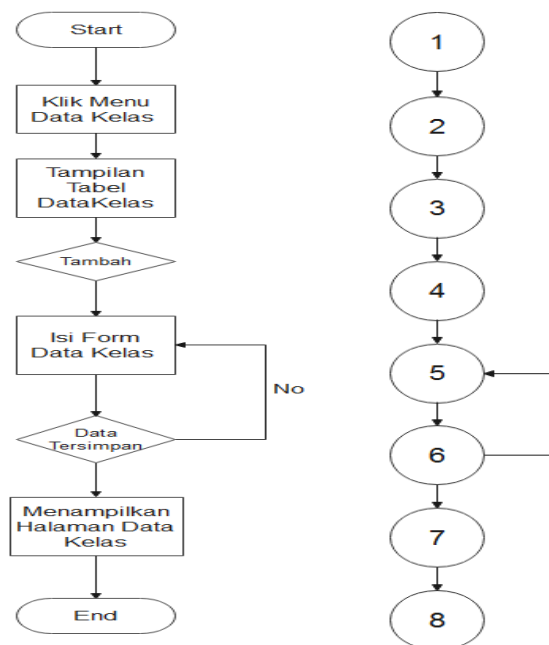 Start
Klik Menu
Data Kelas
Tampilan
Tabel
DataKelas
Tambah
Isi Form
Data Kelas
No
Data
Tersimpan
Menampilkan
Halaman Data
Kelas
End
1
2
3
4
5
6
7
8